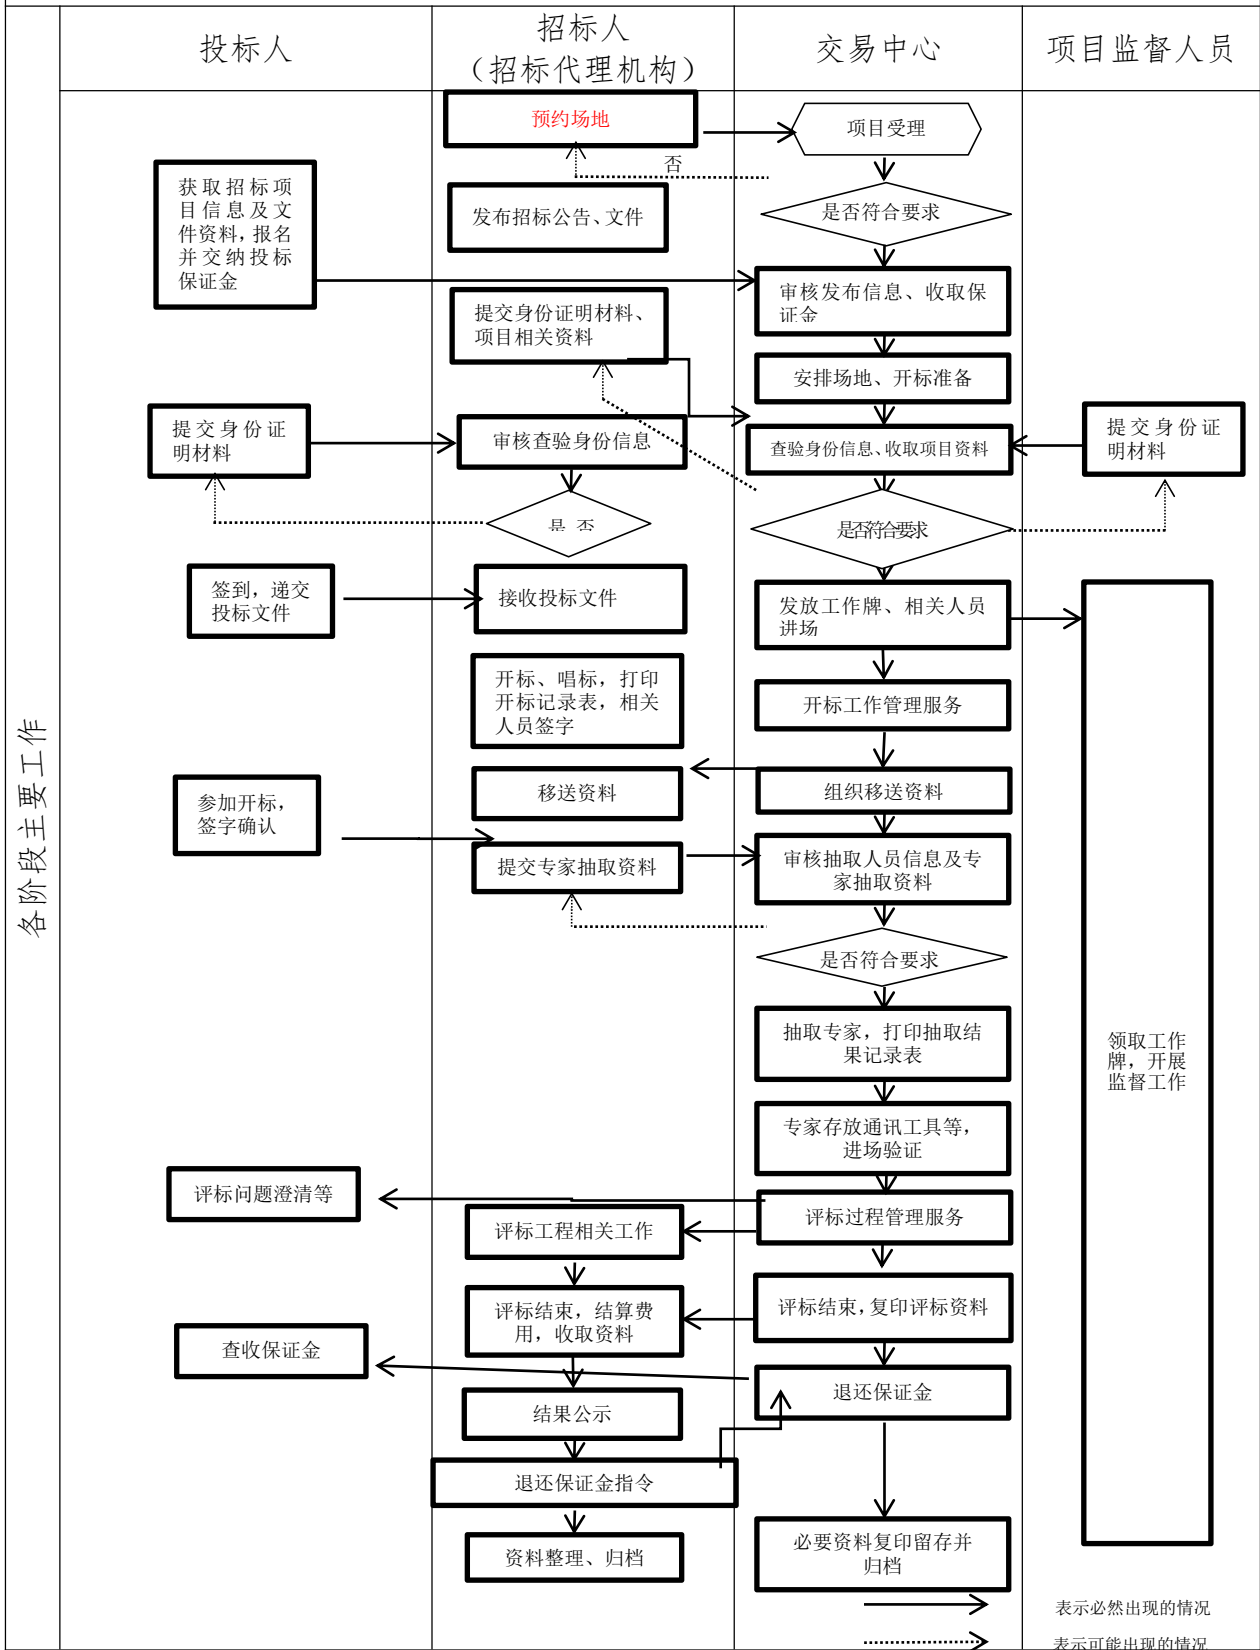 投标人
招标人
（招标代理机构）
交易中心
项目监督人员
各阶段主要工作
预约场地
项目受理
否
获取招标项
目信息及文
件资料，报名
并交纳投标
保证金
发布招标公告、文件
是否符合要求
审核发布信息、收取保
证金
提交身份证明材料、
项目相关资料
安排场地、开标准备
提交身份证
明材料
审核查验身份信息
查验身份信息、收取项目资料
提交身份证
明材料
是 否
是否符合要求
签到，递交
投标文件
接收投标文件
发放工作牌、相关人员
进场
开标、唱标，打印
开标记录表，相关
人员签字
开标工作管理服务
参加开标，
签字确认
移送资料
组织移送资料
提交专家抽取资料
审核抽取人员信息及专
家抽取资料
是否符合要求
抽取专家，打印抽取结
果记录表
领取工作
牌，开展
监督工作
专家存放通讯工具等，
进场验证
评标问题澄清等
评标工程相关工作
评标过程管理服务
评标结束，结算费
用，收取资料
评标结束，复印评标资料
查收保证金
退还保证金
结果公示
退还保证金指令
资料整理、归档
必要资料复印留存并
归档
表示必然出现的情况
表示可能出现的情况